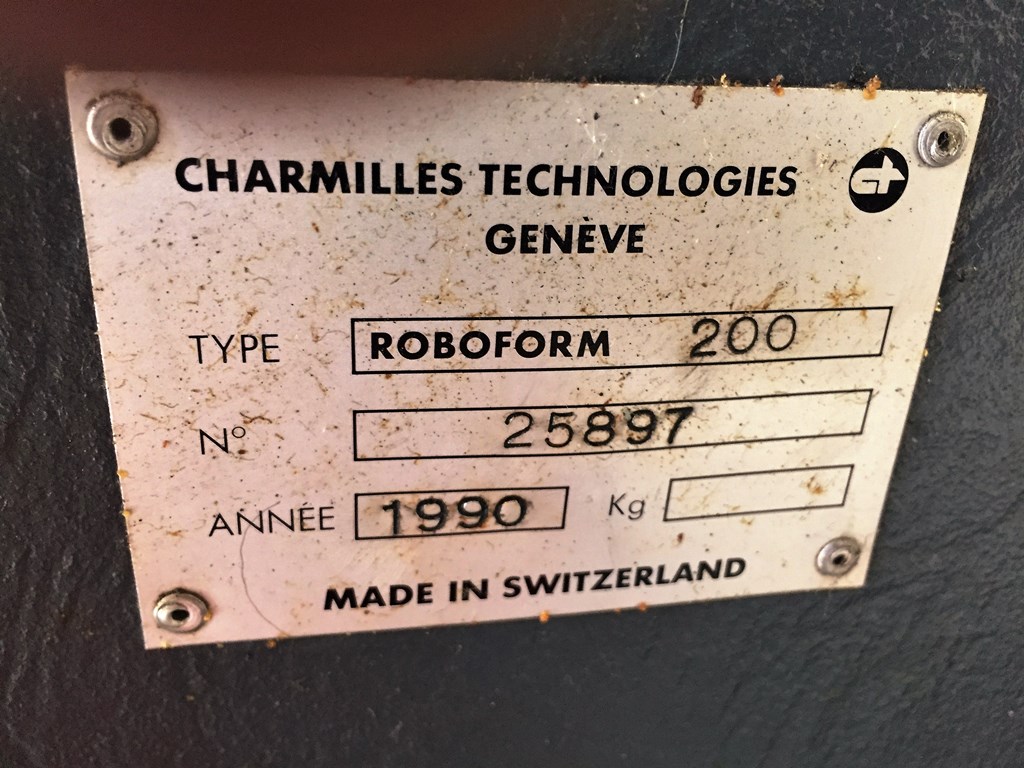 CHARMILLES TECHNOLOGIES
GENÈVE
TYPE ROBOFORM 200
N° 25897
ANNÉE 1990 Kg
MADE IN SWITZERLAND